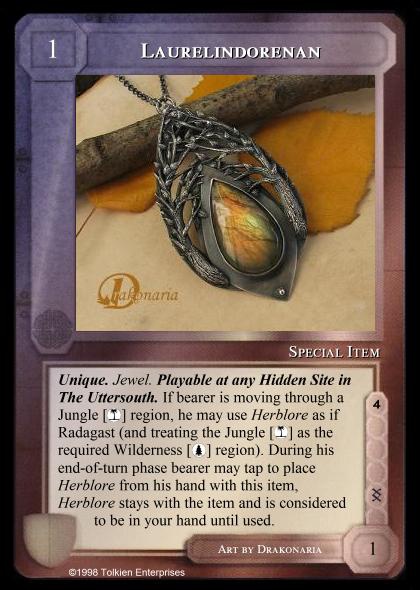 1
LAURELINDORENAN
Drakonaria
SPECIAL ITEM
Unique. Jewel. Playable at any Hidden Site in
The Uttersouth. If bearer is moving through a
Jungle [] region, he may use Herblore as if
Radagast (and treating the Jungle [] as the
required Wilderness [] region). During his
end-of-turn phase bearer may tap to place
Herblore from his hand with this item,
Herblore stays with the item and is considered
to be in your hand until used.
4
ART BY DRAKONARIA
1
©1998 Tolkien Enterprises